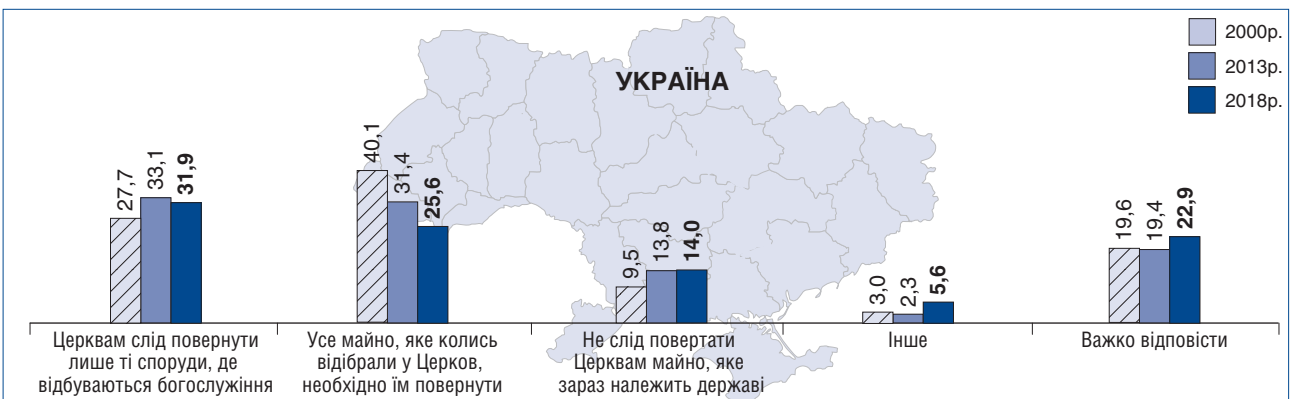 УКРАЇНА
2000р.
2013р.
2018р.
27,7
33,1
31,9
40,1
31,4
25,6
9,5
13,8
14,0
3,0
2,3
5,6
19,6
19,4
22,9
Церквам слід повернути
лише ті споруди, де
відбуваються богослужіння
Усе майно, яке колись
відібрали у Церков,
необхідно їм повернути
Не слід повертати
Церквам майно, яке
зараз належить державі
Інше
Важко відповісти